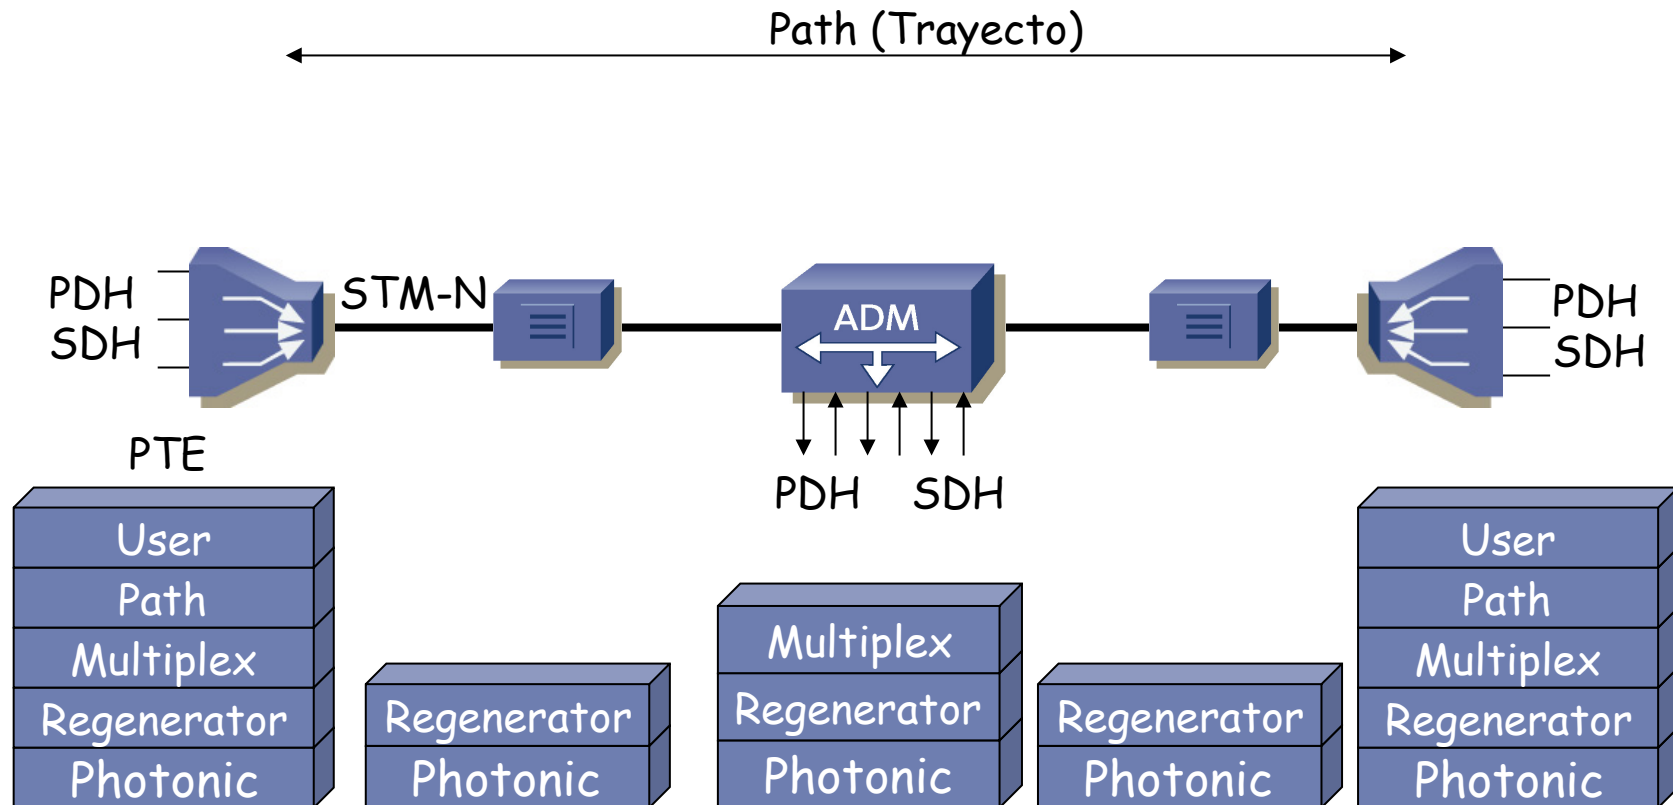 Path (Trayecto)
PDH
SDH
STM-N
ADM
PDH
SDH
PTE
PDH SDH
User
Path
Multiplex
Regenerator
Photonic
Regenerator
Photonic
Multiplex
Regenerator
Photonic
Regenerator
Photonic
User
Path
Multiplex
Regenerator
Photonic